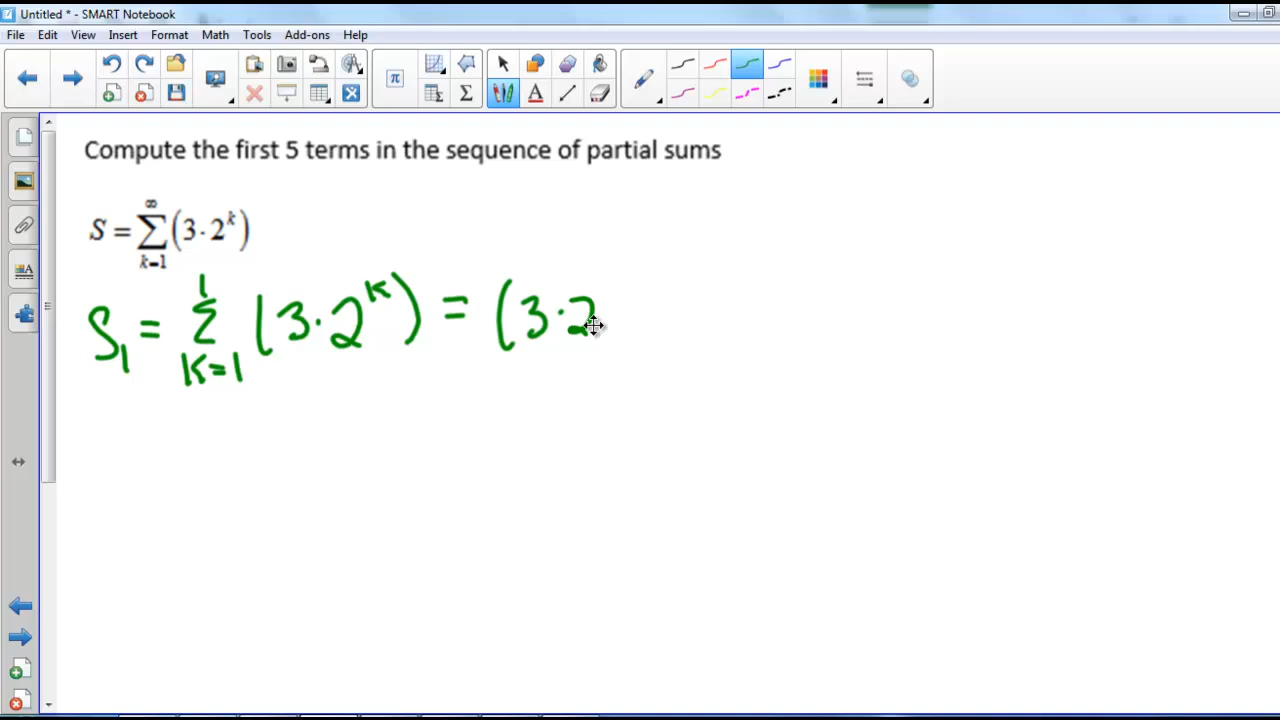 Untitled * - SMART Notebook
File Edit View Insert Format Math Tools Add-ons Help
Compute the first 5 terms in the sequence of partial sums
S = ∑_{k=1}^{∞} (3·2^k)
S_1 = ∑_{K=1}^{1} (3·2^K) = (3·2